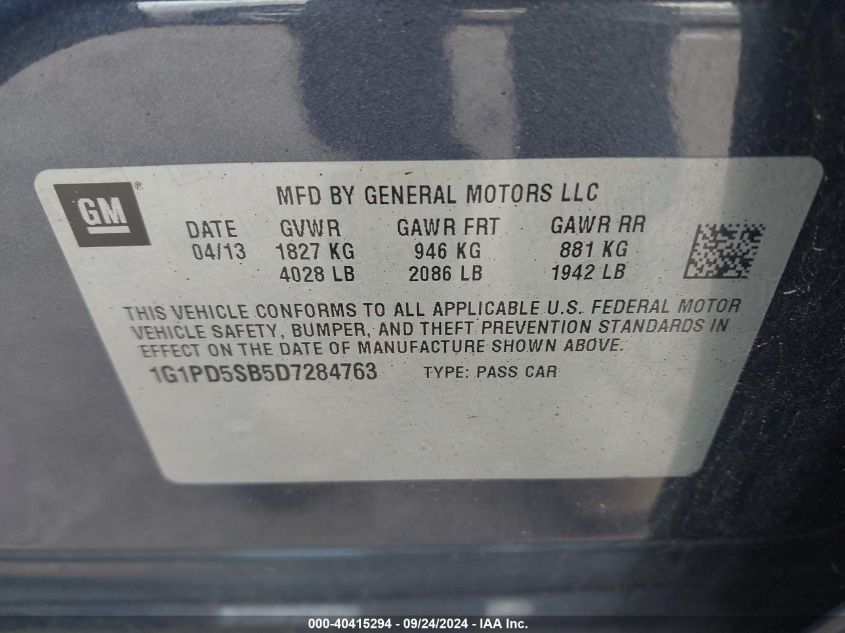 GM®
MFD BY GENERAL MOTORS LLC
DATE GVWR GAWR FRT GAWR RR
04/13 1827 KG 946 KG 881 KG
4028 LB 2086 LB 1942 LB
THIS VEHICLE CONFORMS TO ALL APPLICABLE U.S. FEDERAL MOTOR
VEHICLE SAFETY, BUMPER, AND THEFT PREVENTION STANDARDS IN
EFFECT ON THE DATE OF MANUFACTURE SHOWN ABOVE.
1G1PD5SB5D7284763 TYPE: PASS CAR
000-40415294 - 09/24/2024 - IAAI Inc.